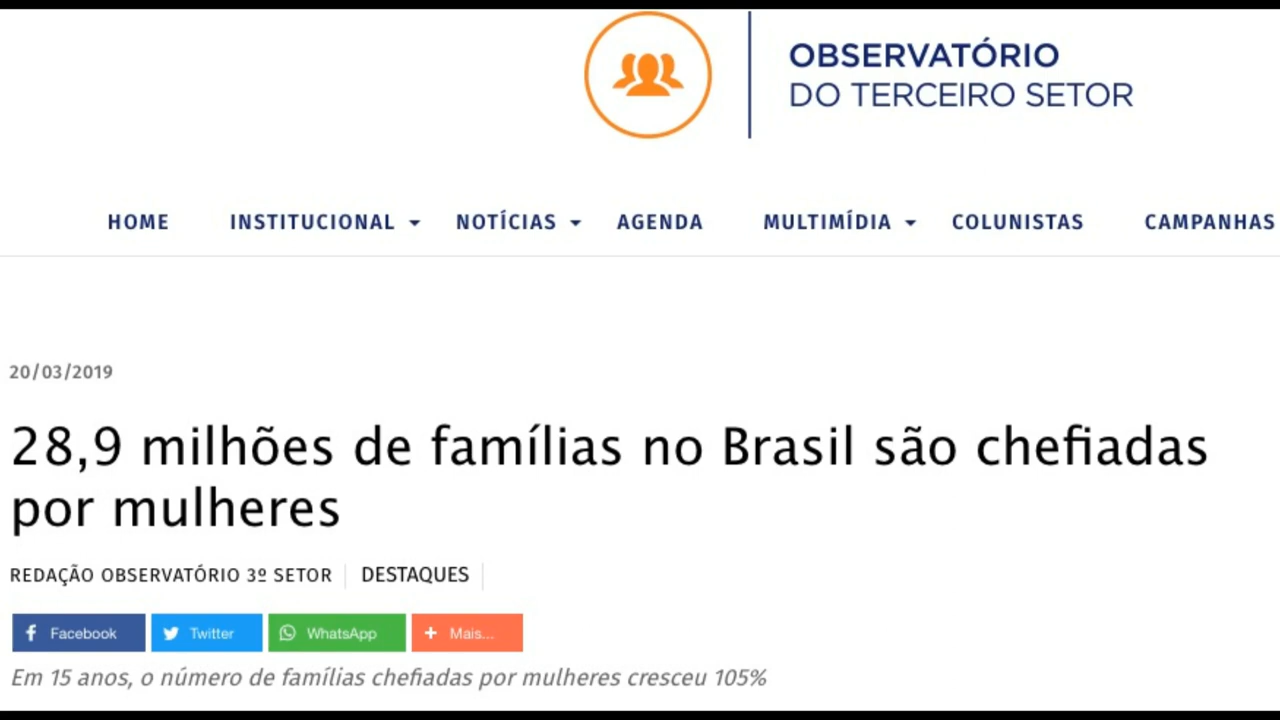 OBSERVATÓRIO
DO TERCEIRO SETOR
HOME INSTITUCIONAL NOTÍCIAS AGENDA MULTIMÍDIA COLUNISTAS CAMPANHAS
20/03/2019
28,9 milhões de famílias no Brasil são chefiadas
por mulheres
REDAÇÃO OBSERVATÓRIO 3º SETOR DESTAQUES
Facebook Twitter WhatsApp Mais...
Em 15 anos, o número de famílias chefiadas por mulheres cresceu 105%